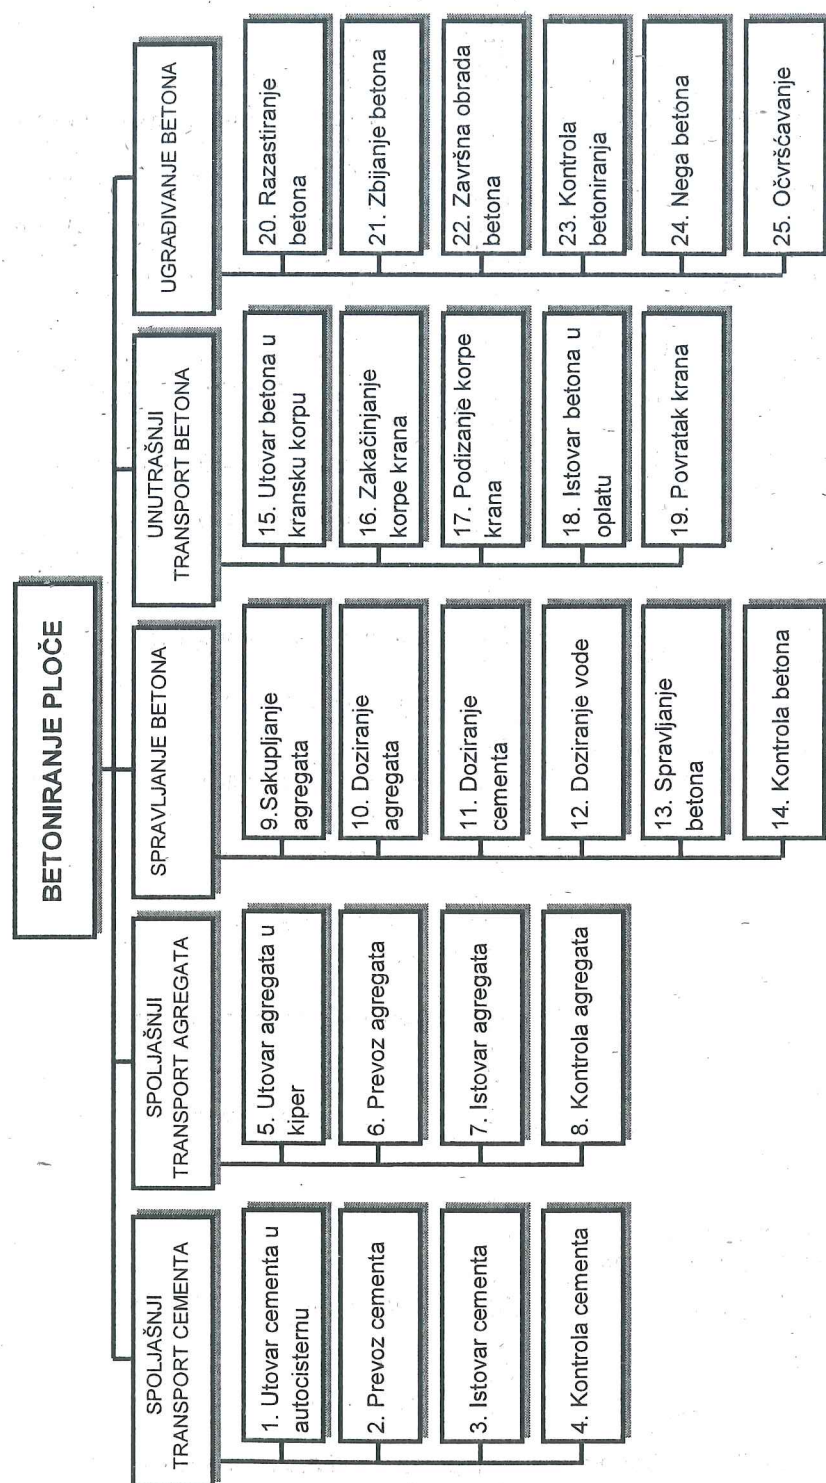 BETONIRANJE PLOČE
SPOLJAŠNJI
TRANSPORT CEMENTA
1. Utovar cementa u
autocisternu
2. Prevoz cementa
3. Istovar cementa
4. Kontrola cementa
SPOLJAŠNJI
TRANSPORT AGREGATA
5. Utovar agregata u
kiper
6. Prevoz agregata
7. Istovar agregata
8. Kontrola agregata
SPRAVLJANJE BETONA
9.Sakupljanje
agregata
10. Doziranje
agregata
11. Doziranje
cementa
12. Doziranje vode
13. Spravljanje
betona
14. Kontrola betona
UNUTRAŠNJI
TRANSPORT BETONA
15. Utovar betona u
kransku korpu
16. Zakačinjanje
korpe krana
17. Podizanje korpe
krana
18. Istovar betona u
oplatu
19. Povratak krana
UGRAĐIVANJE BETONA
20. Razastiranje
betona
21. Zbijanje betona
22. Završna obrada
betona
23. Kontrola
betoniranja
24. Nega betona
25. Očvršćavanje